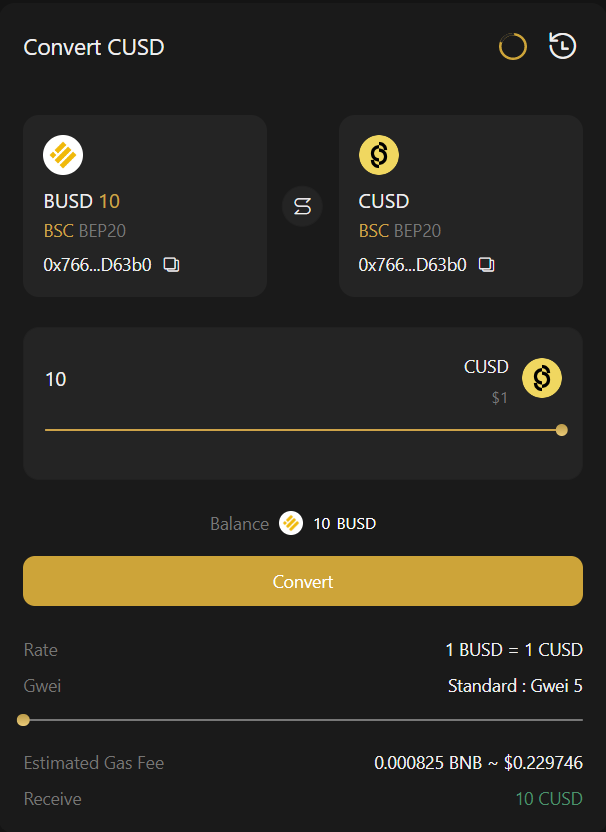 Convert CUSD
BUSD 10
BSC BEP20
0x766...D63b0
CUSD
BSC BEP20
0x766...D63b0
10
CUSD
$1
Balance 10 BUSD
Convert
Rate 1 BUSD = 1 CUSD
Gwei Standard : Gwei 5
Estimated Gas Fee 0.000825 BNB ~ $0.229746
Receive 10 CUSD